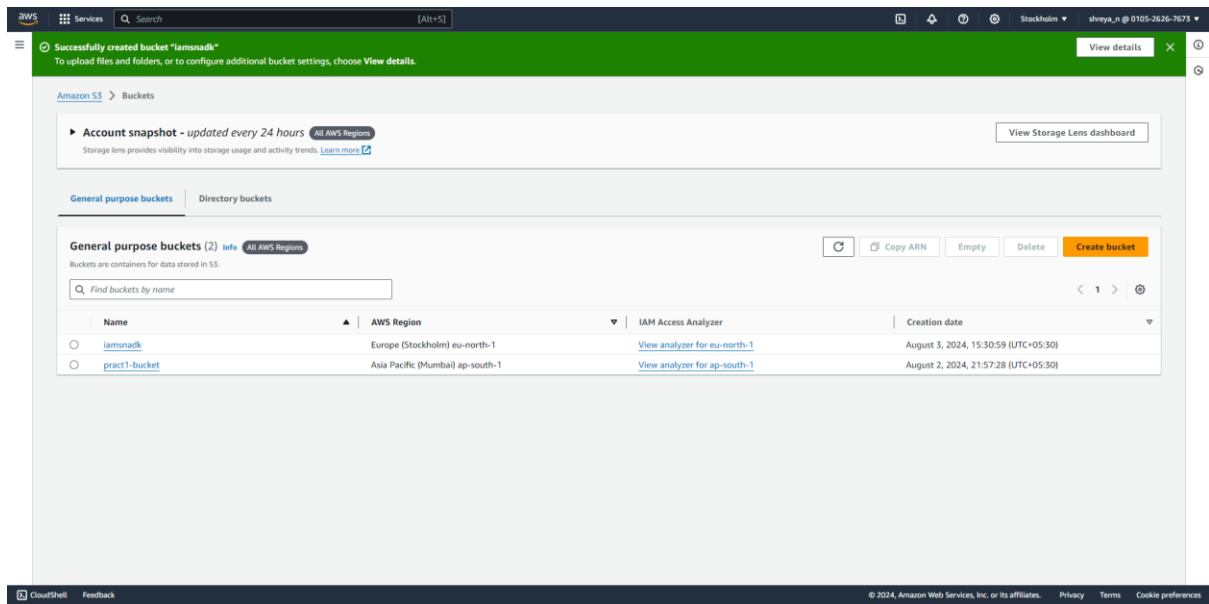 aws Services Search [Alt+S] Stockholm ▼ shreya_n @ 0105-2626-7673 ▼
Successfully created bucket "iamsnadk"
To upload files and folders, or to configure additional bucket settings, choose View details.
View details
Amazon S3 > Buckets
Account snapshot - updated every 24 hours All AWS Regions
Storage lens provides visibility into storage usage and activity trends. Learn more
View Storage Lens dashboard
General purpose buckets Directory buckets
General purpose buckets (2) Info All AWS Regions
Buckets are containers for data stored in S3.
Copy ARN Empty Delete Create bucket
Find buckets by name
< 1 >
Name AWS Region IAM Access Analyzer Creation date
iamsnadk Europe (Stockholm) eu-north-1 View analyzer for eu-north-1 August 3, 2024, 15:30:59 (UTC+05:30)
pract1-bucket Asia Pacific (Mumbai) ap-south-1 View analyzer for ap-south-1 August 2, 2024, 21:57:28 (UTC+05:30)
CloudShell Feedback © 2024, Amazon Web Services, Inc. or its affiliates. Privacy Terms Cookie preferences